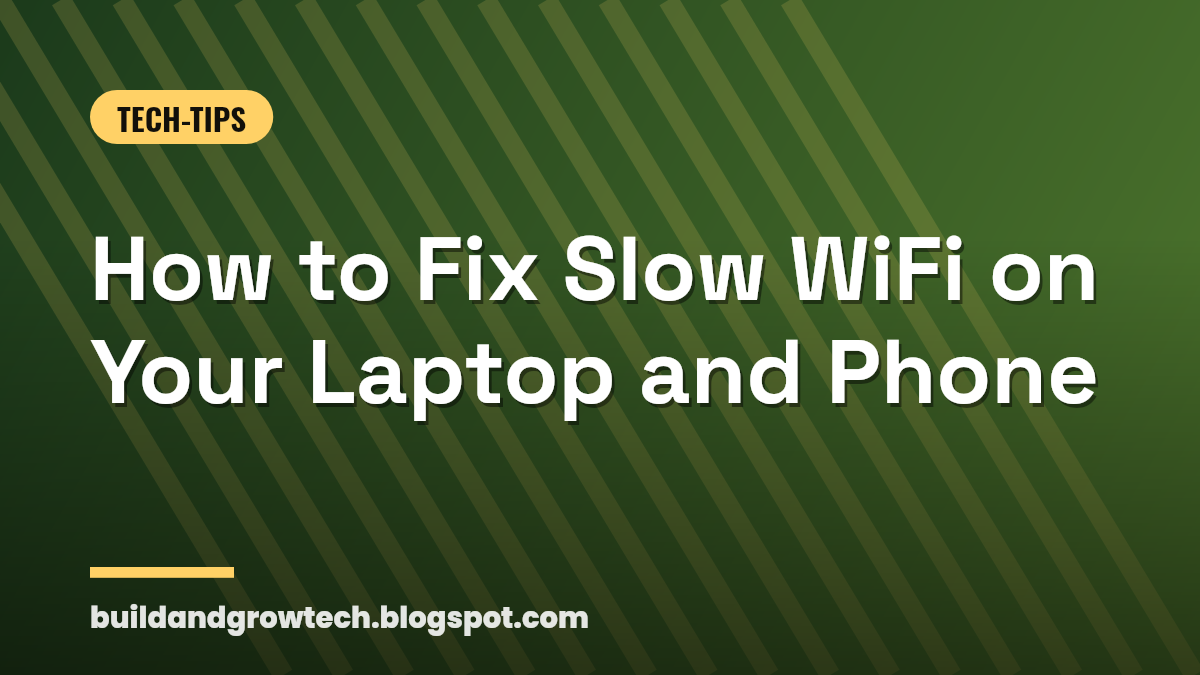 TECH-TIPS
How to Fix Slow WiFi on
Your Laptop and Phone
buildandgrowtech.blogspot.com